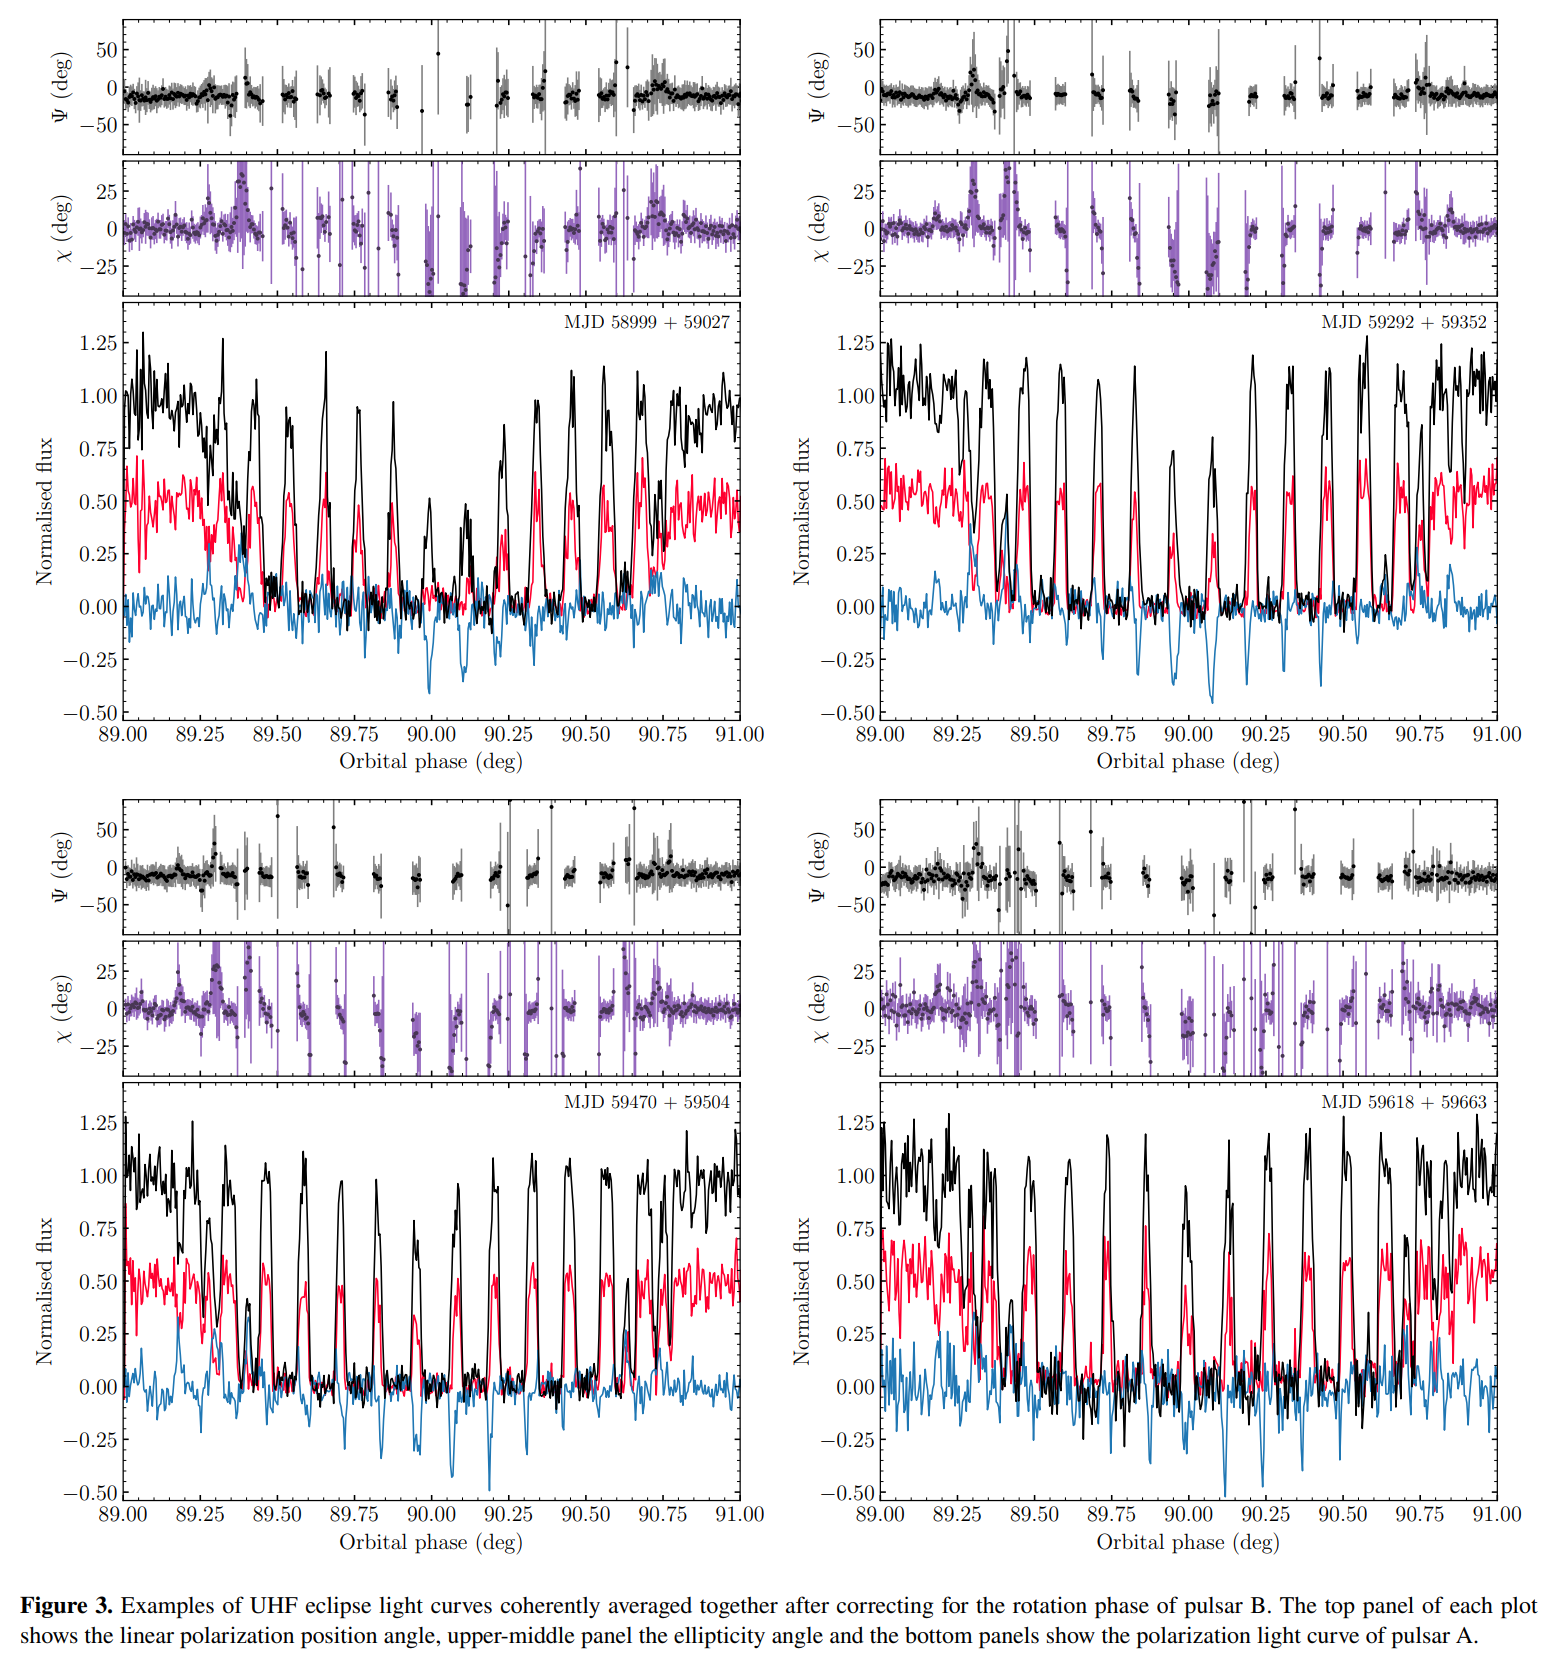 50
0
−50
Ψ (deg)
25
0
−25
χ (deg)
MJD 58999 + 59027
1.25
1.00
0.75
0.50
0.25
0.00
−0.25
−0.50
Normalised flux
89.00 89.25 89.50 89.75 90.00 90.25 90.50 90.75 91.00
Orbital phase (deg)
50
0
−50
Ψ (deg)
25
0
−25
χ (deg)
MJD 59292 + 59352
1.25
1.00
0.75
0.50
0.25
0.00
−0.25
−0.50
Normalised flux
89.00 89.25 89.50 89.75 90.00 90.25 90.50 90.75 91.00
Orbital phase (deg)
50
0
−50
Ψ (deg)
25
0
−25
χ (deg)
MJD 59470 + 59504
1.25
1.00
0.75
0.50
0.25
0.00
−0.25
−0.50
Normalised flux
89.00 89.25 89.50 89.75 90.00 90.25 90.50 90.75 91.00
Orbital phase (deg)
50
0
−50
Ψ (deg)
25
0
−25
χ (deg)
MJD 59618 + 59663
1.25
1.00
0.75
0.50
0.25
0.00
−0.25
−0.50
Normalised flux
89.00 89.25 89.50 89.75 90.00 90.25 90.50 90.75 91.00
Orbital phase (deg)
Figure 3. Examples of UHF eclipse light curves coherently averaged together after correcting for the rotation phase of pulsar B. The top panel of each plot
shows the linear polarization position angle, upper-middle panel the ellipticity angle and the bottom panels show the polarization light curve of pulsar A.